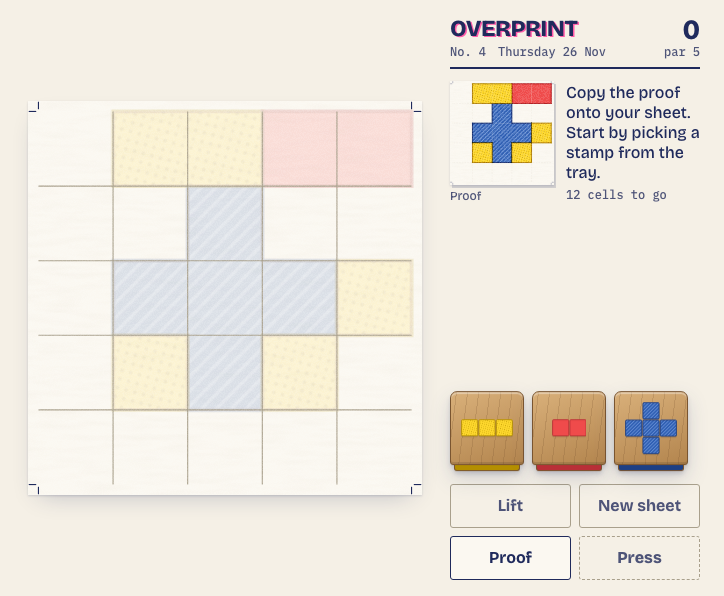 OVERPRINT
0
No. 4 Thursday 26 Nov
par 5
Copy the proof
onto your sheet.
Start by picking a
stamp from the
tray.
12 cells to go
Proof
Lift
New sheet
Proof
Press